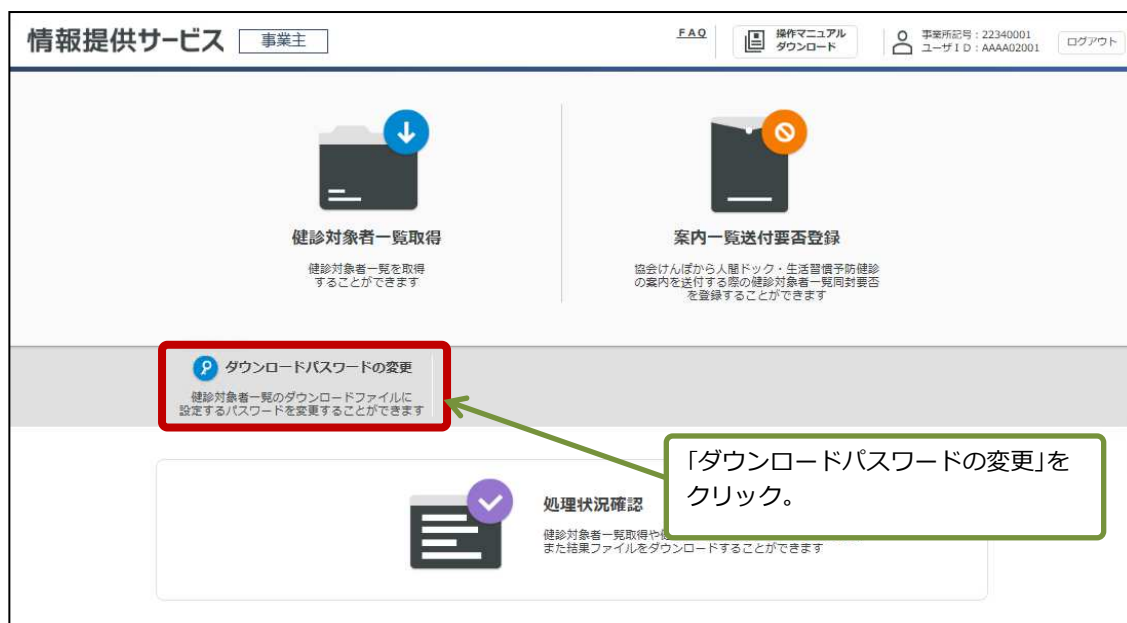 情報提供サービス 事業主
FAQ
操作マニュアル
ダウンロード
事業所記号：22340001
ユーザID：AAAA02001
ログアウト
健診対象者一覧取得
健診対象者一覧を取得
することができます
案内一覧送付要否登録
協会けんぽから人間ドック・生活習慣予防健診
の案内を送付する際の健診対象者一覧同封要否
を登録することができます
ダウンロードパスワードの変更
健診対象者一覧のダウンロードファイルに
設定するパスワードを変更することができます
「ダウンロードパスワードの変更」を
クリック。
処理状況確認
健診対象者一覧取得や
また結果ファイルをダウンロードすることができます